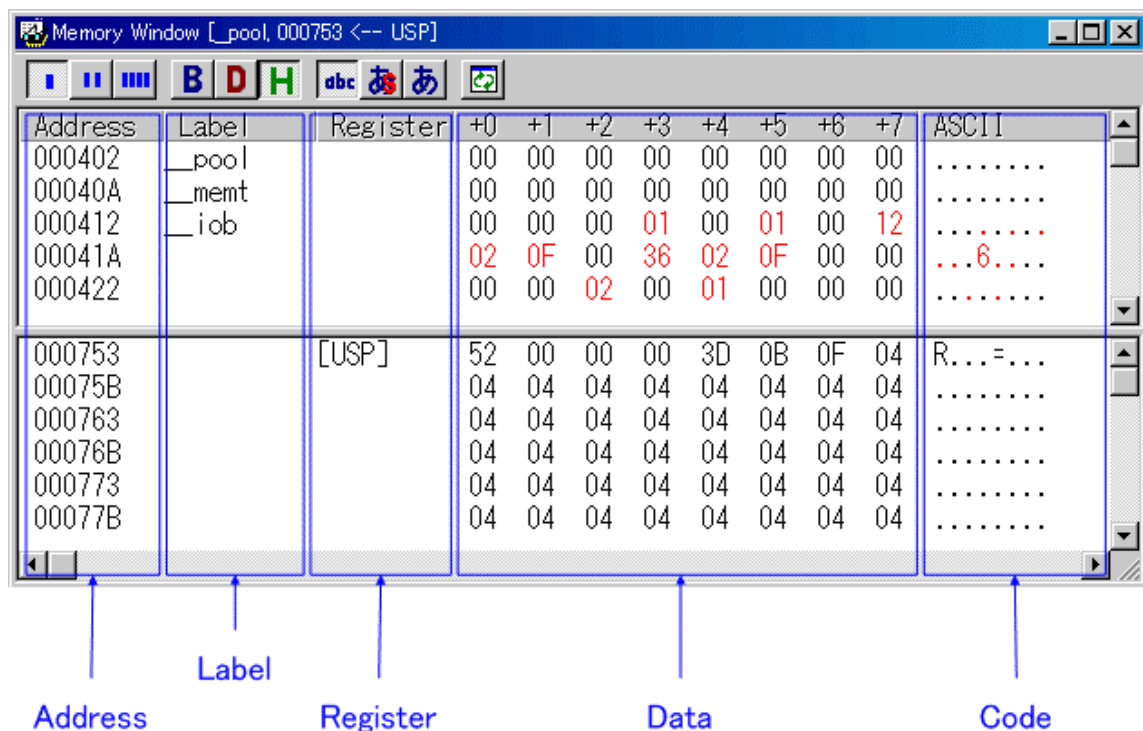 Memory Window [_pool, 000753 <-- USP]
B D H abc あS あ
Address Label Register +0 +1 +2 +3 +4 +5 +6 +7 ASCII
000402 __pool 00 00 00 00 00 00 00 00 ........
00040A __memt 00 00 00 00 00 00 00 00 ........
000412 __iob 00 00 00 01 00 01 00 12 ........
00041A 02 0F 00 36 02 0F 00 00 ...6....
000422 00 00 02 00 01 00 00 00 ........
000753 [USP] 52 00 00 00 3D 0B 0F 04 R...=...
00075B 04 04 04 04 04 04 04 04 ........
000763 04 04 04 04 04 04 04 04 ........
00076B 04 04 04 04 04 04 04 04 ........
000773 04 04 04 04 04 04 04 04 ........
00077B 04 04 04 04 04 04 04 04 ........
Label
Address Register Data Code